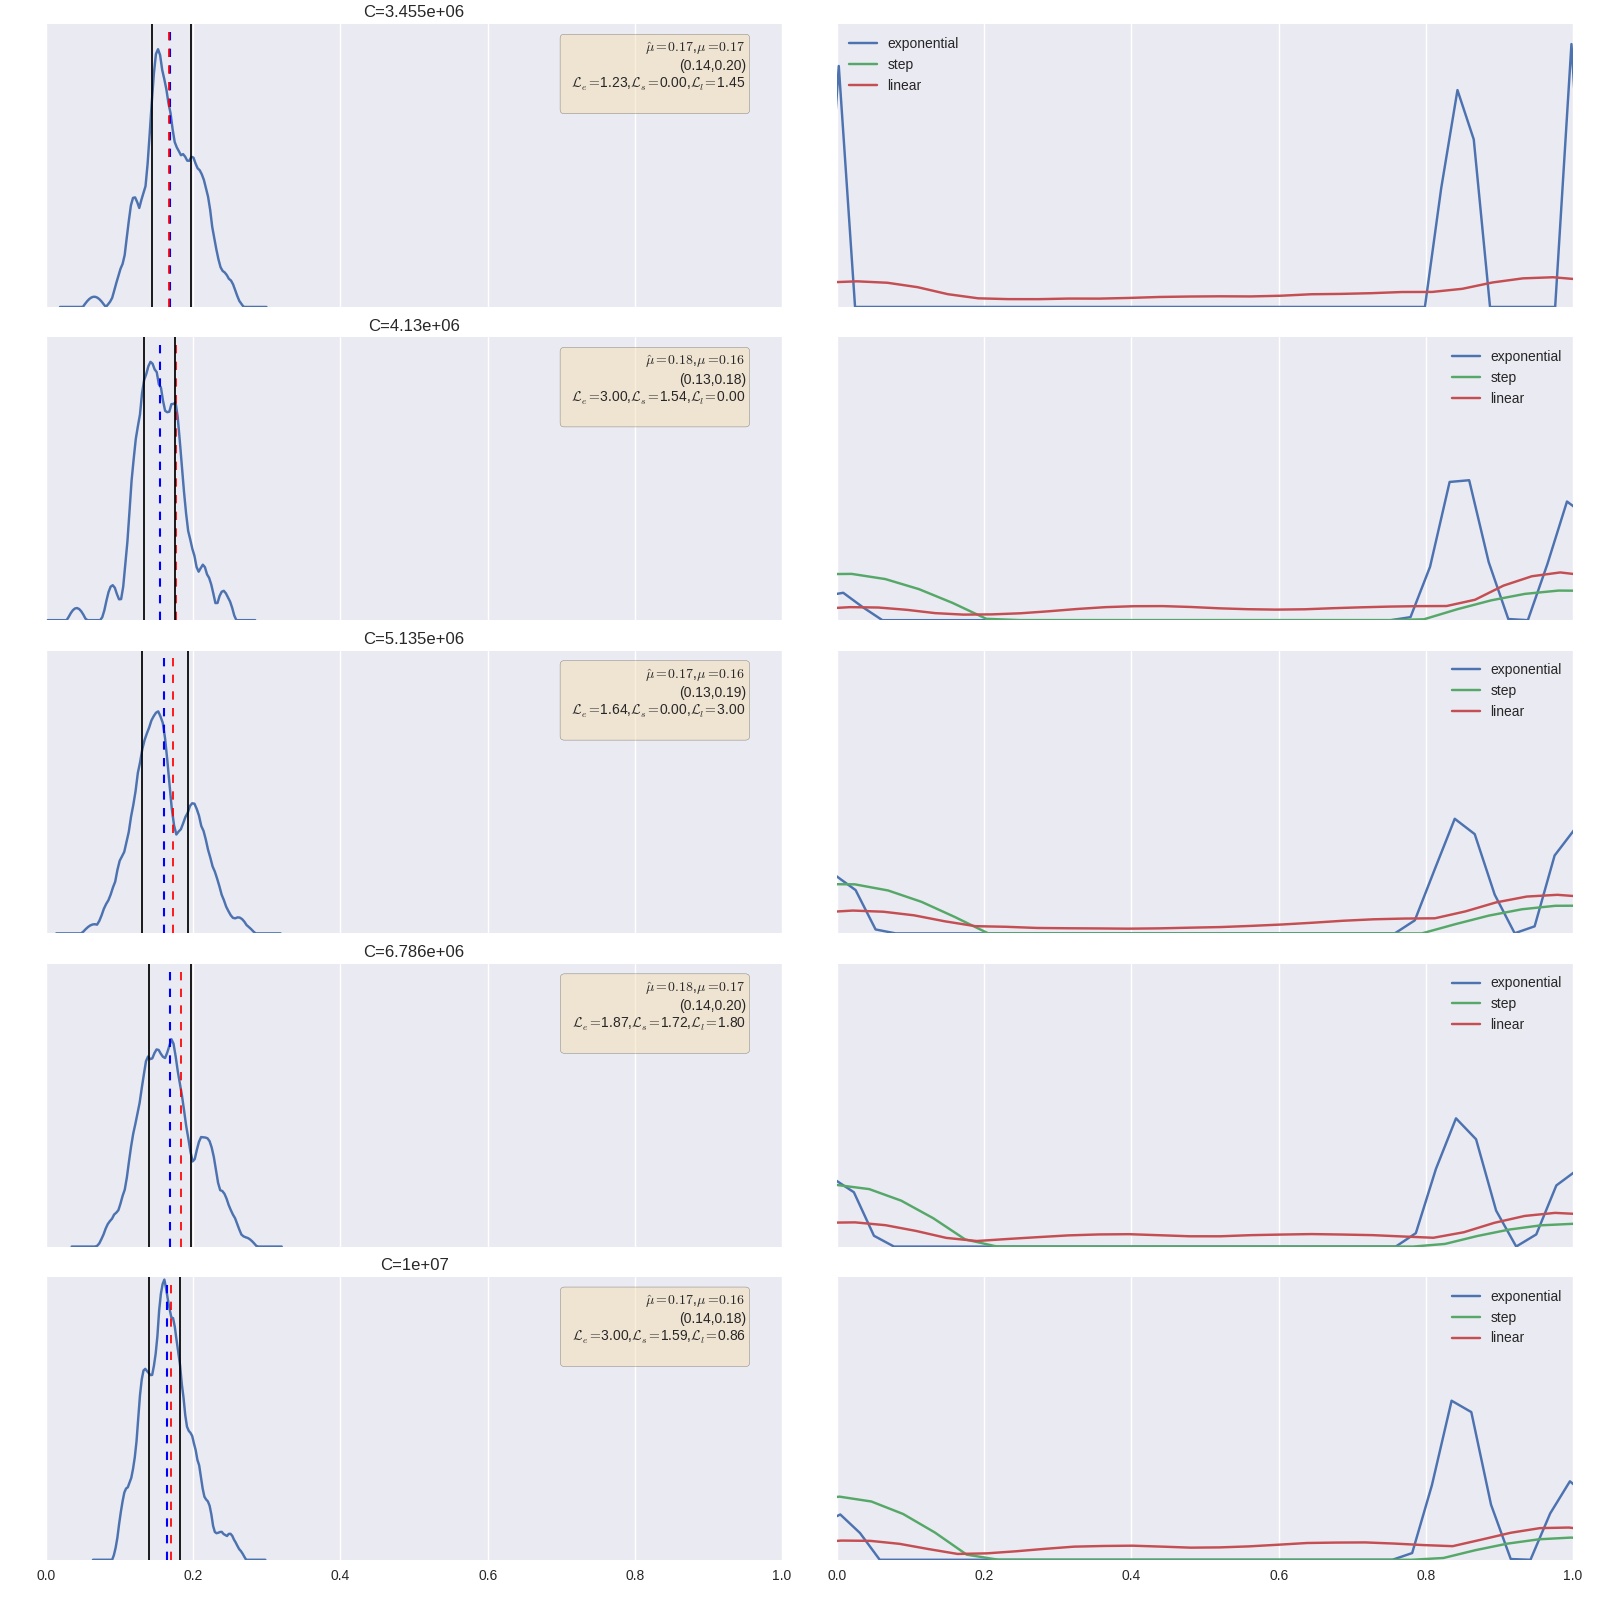 C=3.455e+06
μ̂=0.17,μ=0.17
(0.14,0.20)
ℒₑ=1.23,ℒₛ=0.00,ℒₗ=1.45
exponential
step
linear
C=4.13e+06
μ̂=0.18,μ=0.16
(0.13,0.18)
ℒₑ=3.00,ℒₛ=1.54,ℒₗ=0.00
exponential
step
linear
C=5.135e+06
μ̂=0.17,μ=0.16
(0.13,0.19)
ℒₑ=1.64,ℒₛ=0.00,ℒₗ=3.00
exponential
step
linear
C=6.786e+06
μ̂=0.18,μ=0.17
(0.14,0.20)
ℒₑ=1.87,ℒₛ=1.72,ℒₗ=1.80
exponential
step
linear
C=1e+07
μ̂=0.17,μ=0.16
(0.14,0.18)
ℒₑ=3.00,ℒₛ=1.59,ℒₗ=0.86
exponential
step
linear
0.0 0.2 0.4 0.6 0.8 1.0
0.0 0.2 0.4 0.6 0.8 1.0